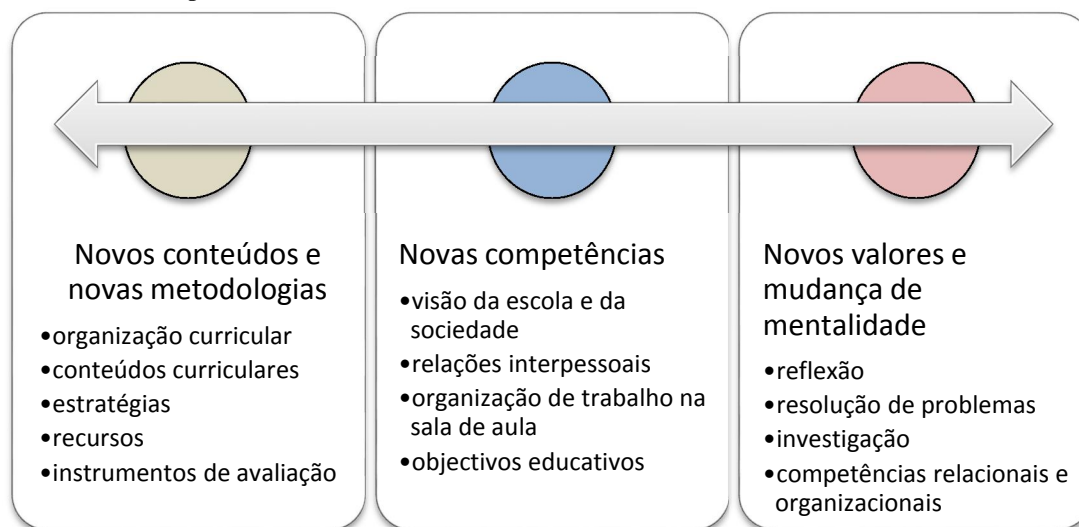 Novos conteúdos e
novas metodologias
•organização curricular
•conteúdos curriculares
•estratégias
•recursos
•instrumentos de avaliação
Novas competências
•visão da escola e da
sociedade
•relações interpessoais
•organização de trabalho na
sala de aula
•objectivos educativos
Novos valores e
mudança de
mentalidade
•reflexão
•resolução de problemas
•investigação
•competências relacionais e
organizacionais